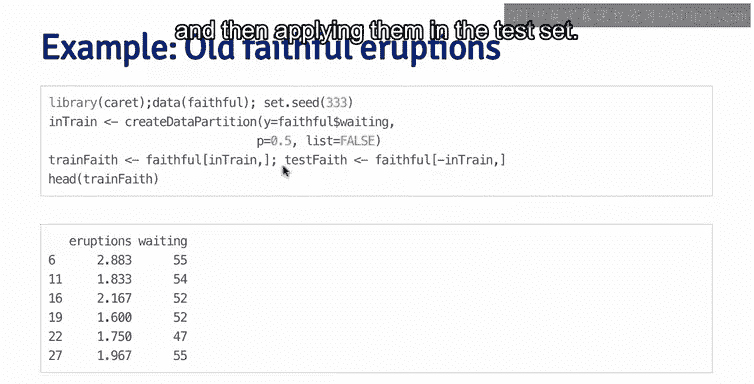 and then applying them in the test set.
Example: Old faithful eruptions
library(caret);data(faithful); set.seed(333)
inTrain <- createDataPartition(y=faithful$waiting,
p=0.5, list=FALSE)
trainFaith <- faithful[inTrain,]; testFaith <- faithful[-inTrain,]
head(trainFaith)
eruptions waiting
6 2.883 55
11 1.833 54
16 2.167 52
19 1.600 52
22 1.750 47
27 1.967 55